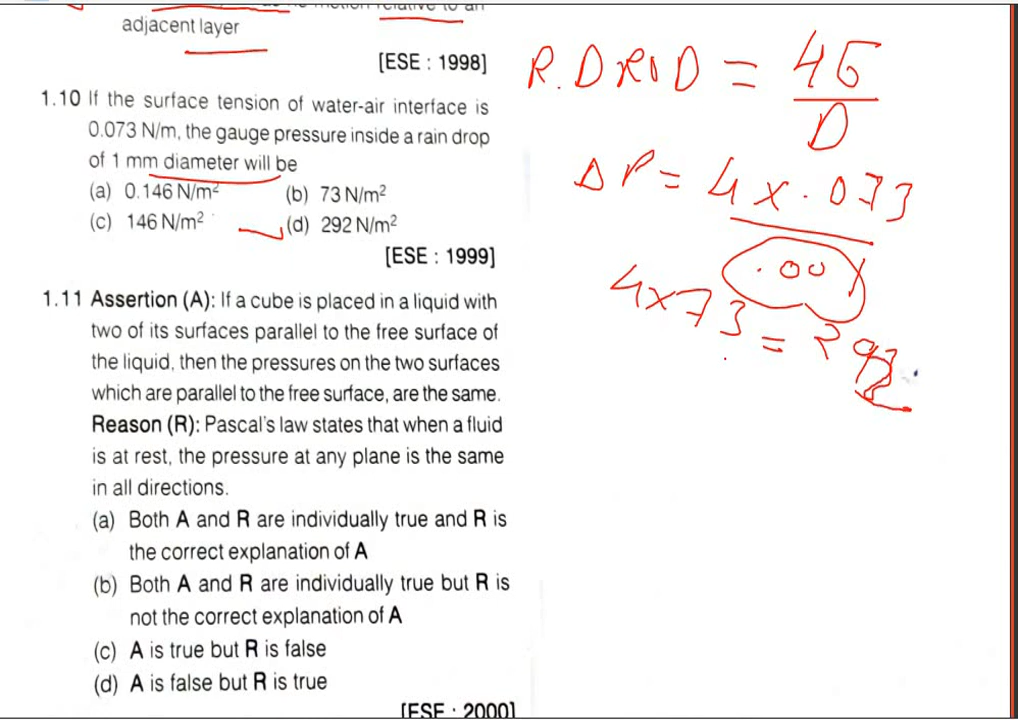 motion relative to an
adjacent layer
[ESE : 1998]
1.10 If the surface tension of water-air interface is
0.073 N/m, the gauge pressure inside a rain drop
of 1 mm diameter will be
(a) 0.146 N/m² (b) 73 N/m²
(c) 146 N/m² (d) 292 N/m²
[ESE : 1999]
1.11 Assertion (A): If a cube is placed in a liquid with
two of its surfaces parallel to the free surface of
the liquid, then the pressures on the two surfaces
which are parallel to the free surface, are the same.
Reason (R): Pascal's law states that when a fluid
is at rest, the pressure at any plane is the same
in all directions.
(a) Both A and R are individually true and R is
the correct explanation of A
(b) Both A and R are individually true but R is
not the correct explanation of A
(c) A is true but R is false
(d) A is false but R is true
[ESE : 2000]
R.DROD = 4σ
D
ΔP = 4 x .073
.001
4x73 = 292